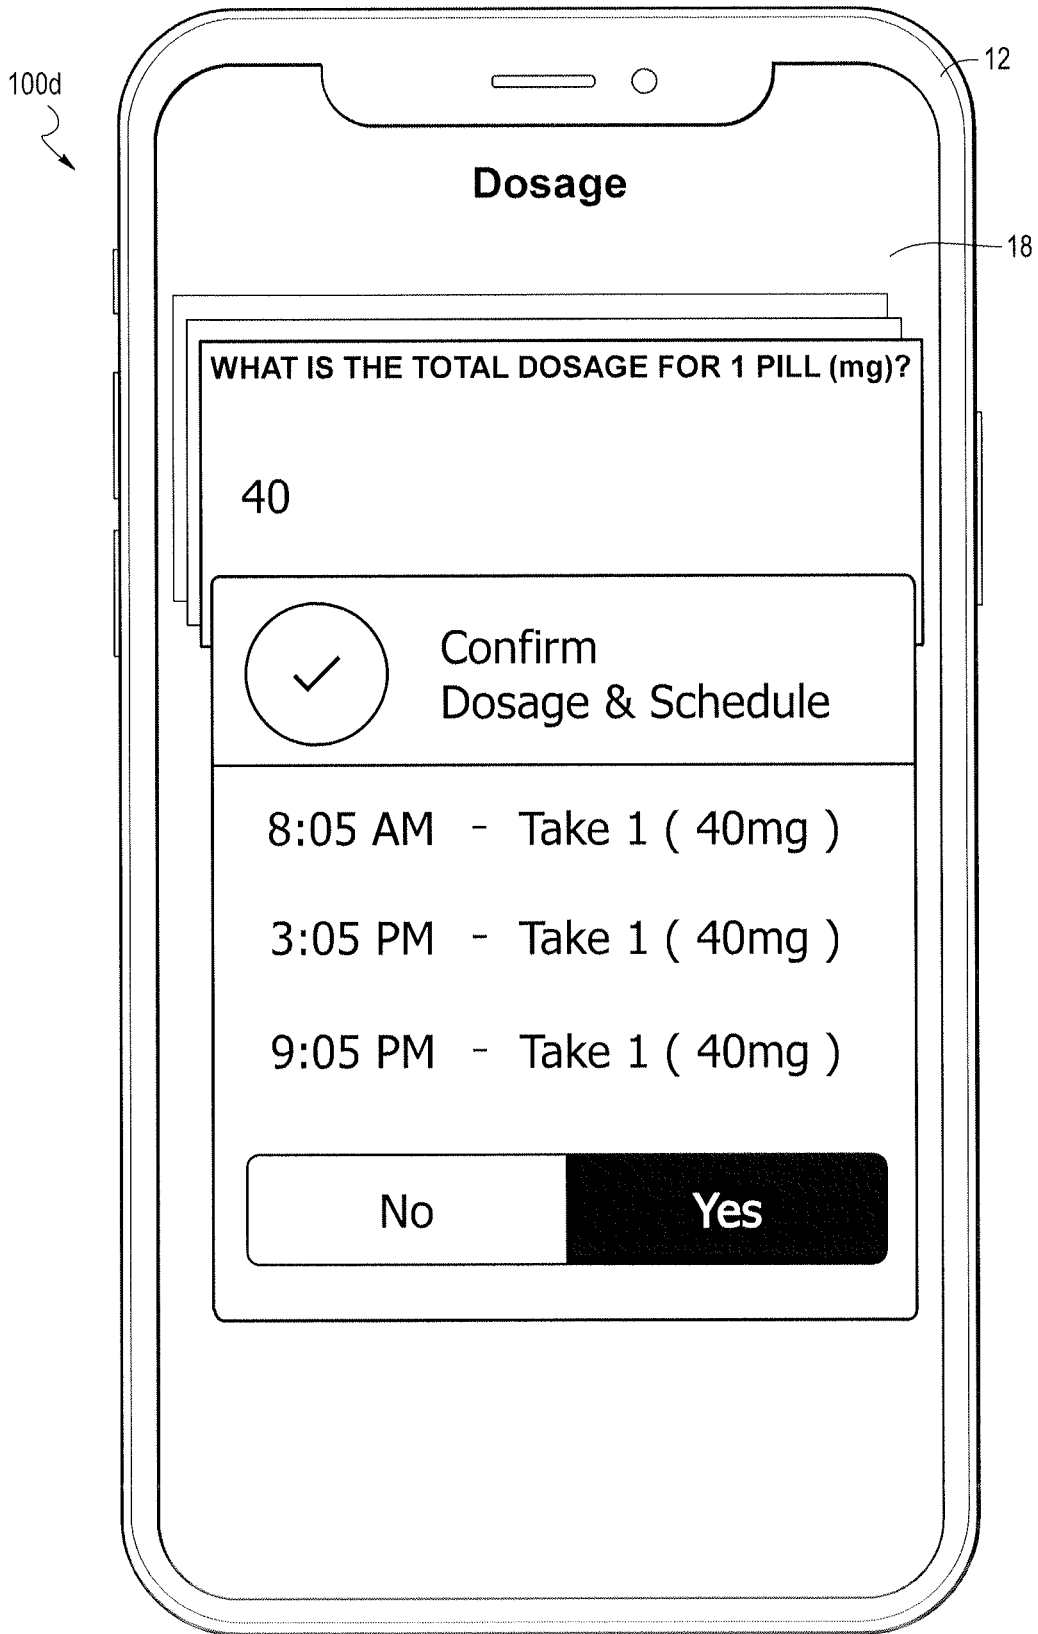 100d
12
Dosage
18
WHAT IS THE TOTAL DOSAGE FOR 1 PILL (mg)?
40
Confirm
Dosage & Schedule
8:05 AM - Take 1 ( 40mg )
3:05 PM - Take 1 ( 40mg )
9:05 PM - Take 1 ( 40mg )
No Yes